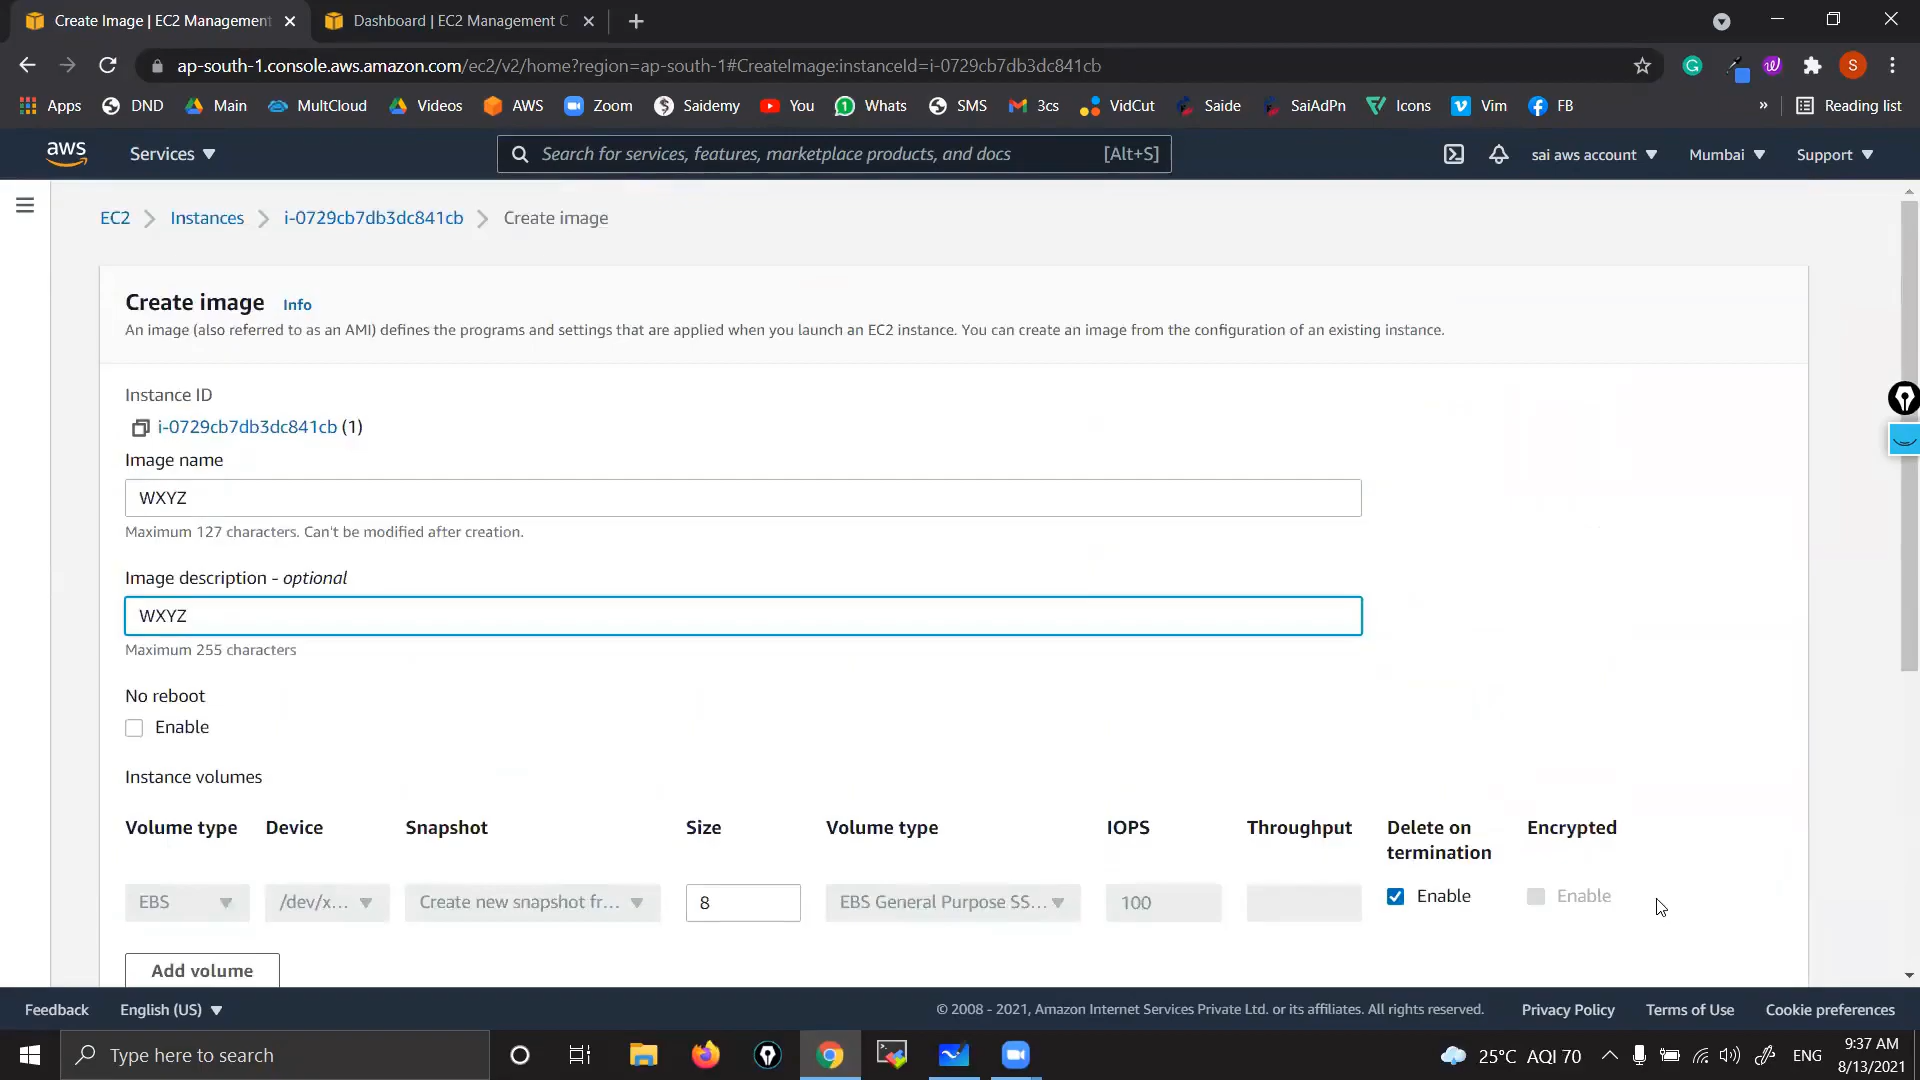 Create Image | EC2 Management
Dashboard | EC2 Management C
ap-south-1.console.aws.amazon.com/ec2/v2/home?region=ap-south-1#CreateImage:instanceId=i-0729cb7db3dc841cb
S
Apps DND Main MultCloud Videos AWS Zoom Saidemy You Whats SMS 3cs VidCut Saide SaiAdPn Icons Vim FB » Reading list
aws Services Search for services, features, marketplace products, and docs [Alt+S] sai aws account Mumbai Support
EC2 Instances i-0729cb7db3dc841cb Create image
Create image Info
An image (also referred to as an AMI) defines the programs and settings that are applied when you launch an EC2 instance. You can create an image from the configuration of an existing instance.
Instance ID
i-0729cb7db3dc841cb (1)
Image name
WXYZ
Maximum 127 characters. Can't be modified after creation.
Image description - optional
WXYZ
Maximum 255 characters
No reboot
Enable
Instance volumes
Volume type Device Snapshot Size Volume type IOPS Throughput Delete on termination Encrypted
EBS /dev/x... Create new snapshot fr... 8 EBS General Purpose SS... 100 Enable Enable
Add volume
Feedback English (US) © 2008 - 2021, Amazon Internet Services Private Ltd. or its affiliates. All rights reserved. Privacy Policy Terms of Use Cookie preferences
Type here to search 25°C AQI 70 ENG 9:37 AM
8/13/2021